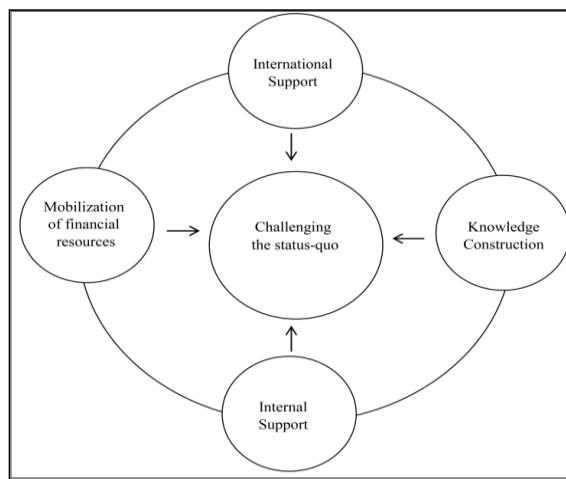 International
Support
Mobilization
of financial
resources
Challenging
the status-quo
Knowledge
Construction
Internal
Support